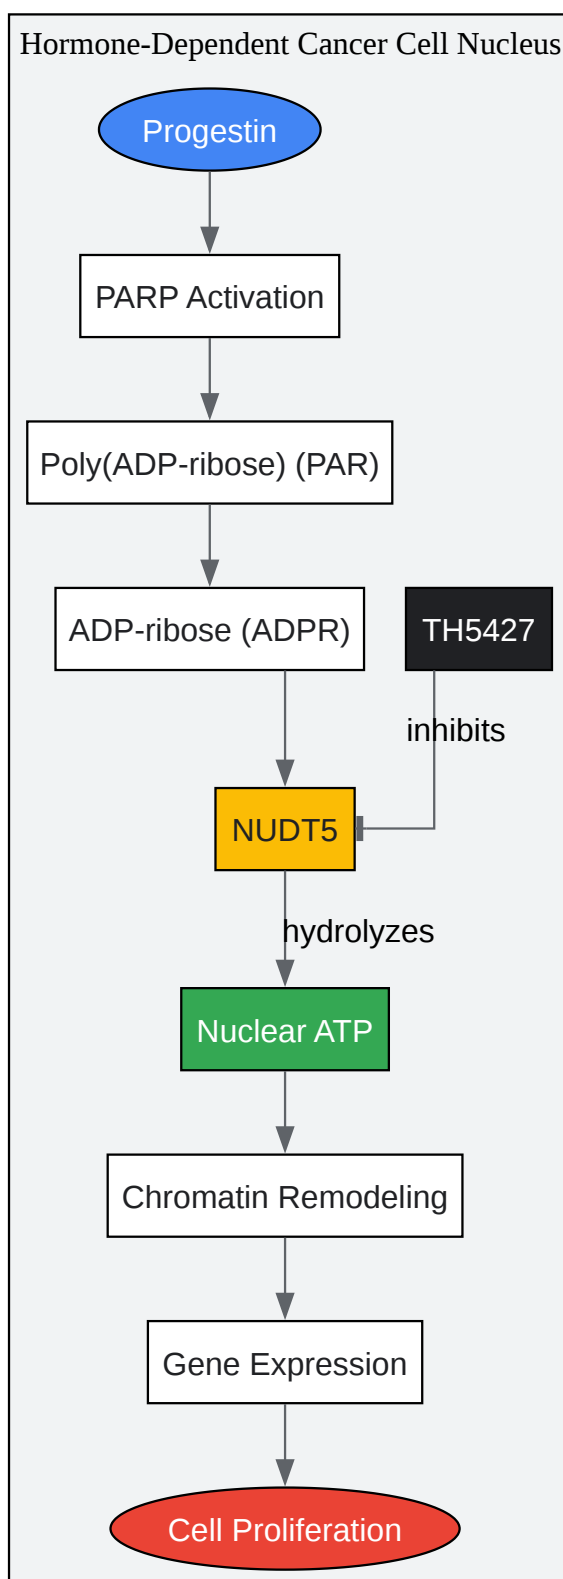 Hormone-Dependent Cancer Cell Nucleus
Progestin
PARP Activation
Poly(ADP-ribose) (PAR)
ADP-ribose (ADPR)
TH5427
inhibits
NUDT5
hydrolyzes
Nuclear ATP
Chromatin Remodeling
Gene Expression
Cell Proliferation